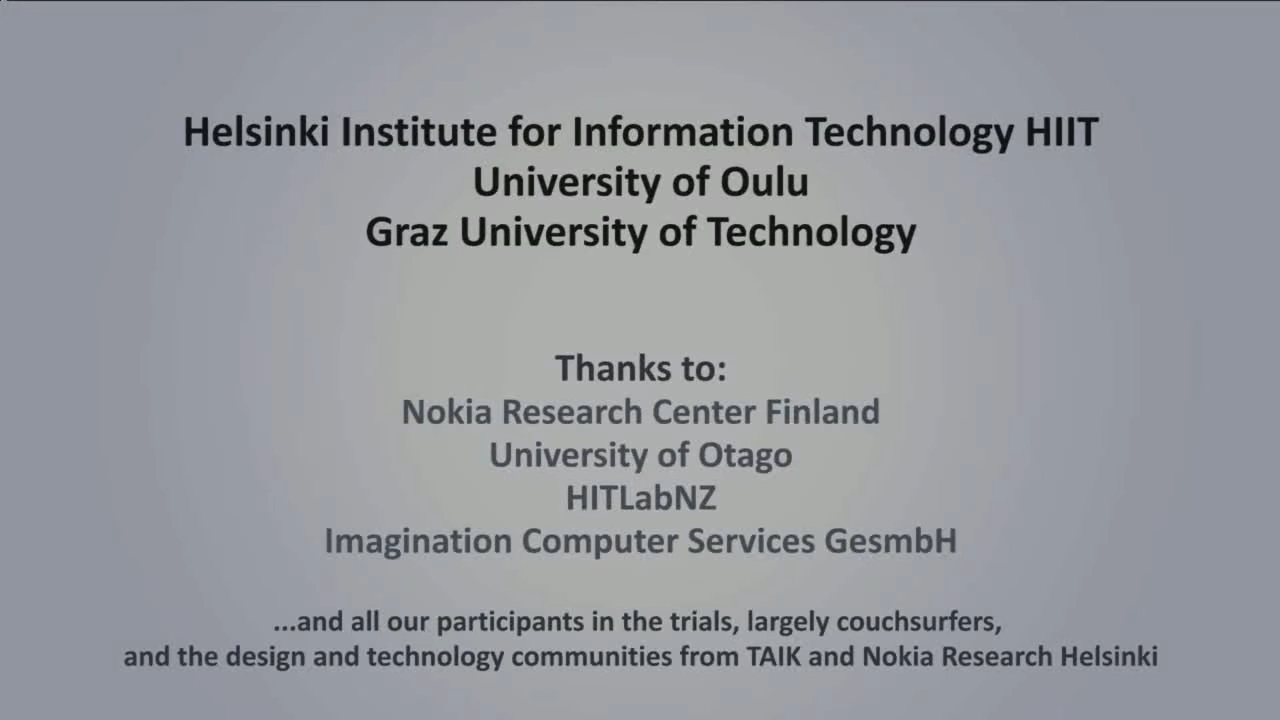 Helsinki Institute for Information Technology HIIT
University of Oulu
Graz University of Technology
Thanks to:
Nokia Research Center Finland
University of Otago
HITLabNZ
Imagination Computer Services GesmbH
...and all our participants in the trials, largely couchsurfers,
and the design and technology communities from TAIK and Nokia Research Helsinki